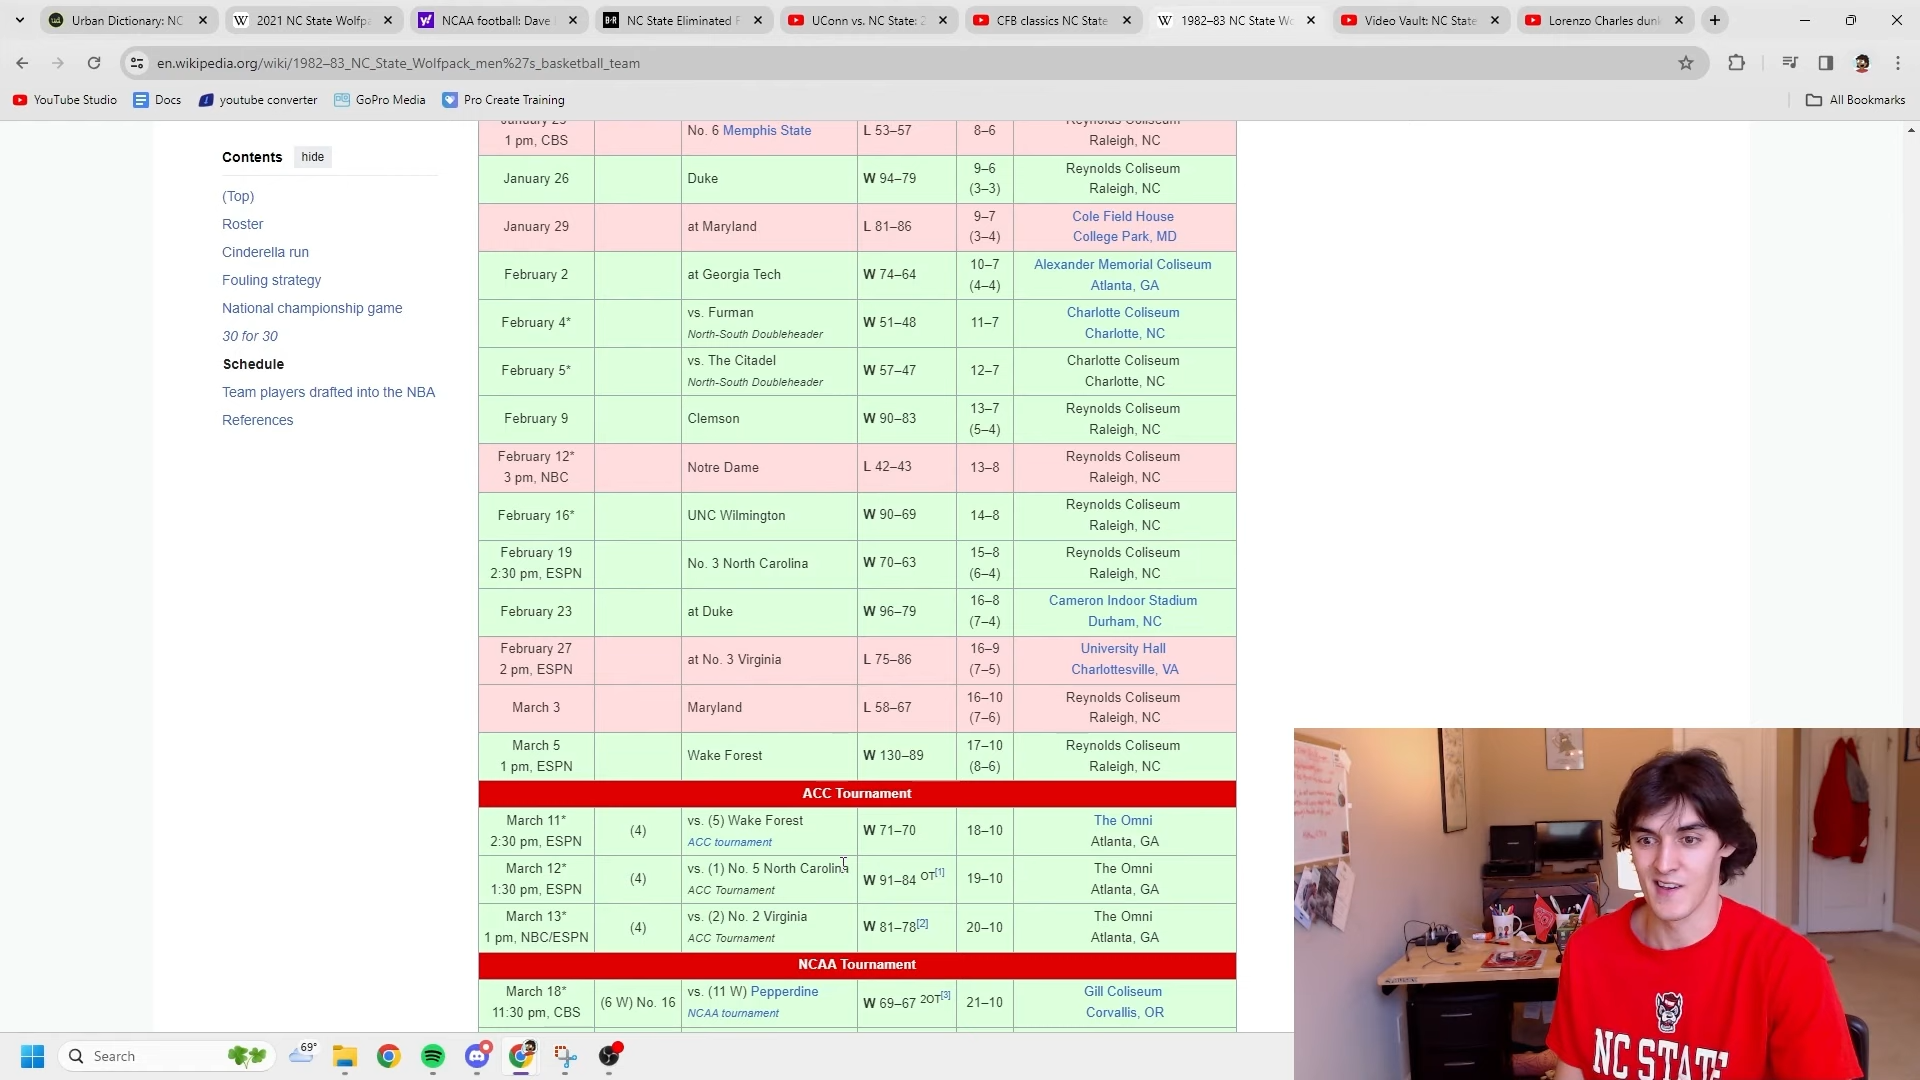 Urban Dictionary: NC
2021 NC State Wolfpa
NCAA football: Dave
NC State Eliminated F
UConn vs. NC State: 2
CFB classics NC State
1982–83 NC State Wo
Video Vault: NC State
Lorenzo Charles dunk
en.wikipedia.org/wiki/1982–83_NC_State_Wolfpack_men%27s_basketball_team
YouTube Studio
Docs
youtube converter
GoPro Media
Pro Create Training
All Bookmarks
Contents
hide
(Top)
Roster
Cinderella run
Fouling strategy
National championship game
30 for 30
Schedule
Team players drafted into the NBA
References
1 pm, CBS
No. 6 Memphis State
L 53–57
8–6
Reynolds Coliseum
Raleigh, NC
January 26
Duke
W 94–79
9–6
(3–3)
Reynolds Coliseum
Raleigh, NC
January 29
at Maryland
L 81–86
9–7
(3–4)
Cole Field House
College Park, MD
February 2
at Georgia Tech
W 74–64
10–7
(4–4)
Alexander Memorial Coliseum
Atlanta, GA
February 4*
vs. Furman
North-South Doubleheader
W 51–48
11–7
Charlotte Coliseum
Charlotte, NC
February 5*
vs. The Citadel
North-South Doubleheader
W 57–47
12–7
Charlotte Coliseum
Charlotte, NC
February 9
Clemson
W 90–83
13–7
(5–4)
Reynolds Coliseum
Raleigh, NC
February 12*
3 pm, NBC
Notre Dame
L 42–43
13–8
Reynolds Coliseum
Raleigh, NC
February 16*
UNC Wilmington
W 90–69
14–8
Reynolds Coliseum
Raleigh, NC
February 19
2:30 pm, ESPN
No. 3 North Carolina
W 70–63
15–8
(6–4)
Reynolds Coliseum
Raleigh, NC
February 23
at Duke
W 96–79
16–8
(7–4)
Cameron Indoor Stadium
Durham, NC
February 27
2 pm, ESPN
at No. 3 Virginia
L 75–86
16–9
(7–5)
University Hall
Charlottesville, VA
March 3
Maryland
L 58–67
16–10
(7–6)
Reynolds Coliseum
Raleigh, NC
March 5
1 pm, ESPN
Wake Forest
W 130–89
17–10
(8–6)
Reynolds Coliseum
Raleigh, NC
ACC Tournament
March 11*
2:30 pm, ESPN
(4)
vs. (5) Wake Forest
ACC tournament
W 71–70
18–10
The Omni
Atlanta, GA
March 12*
1:30 pm, ESPN
(4)
vs. (1) No. 5 North Carolina
ACC Tournament
W 91–84 OT[1]
19–10
The Omni
Atlanta, GA
March 13*
1 pm, NBC/ESPN
(4)
vs. (2) No. 2 Virginia
ACC Tournament
W 81–78[2]
20–10
The Omni
Atlanta, GA
NCAA Tournament
March 18*
11:30 pm, CBS
(6 W) No. 16
vs. (11 W) Pepperdine
NCAA tournament
W 69–67 2OT[3]
21–10
Gill Coliseum
Corvallis, OR
NC STATE
Search
69°